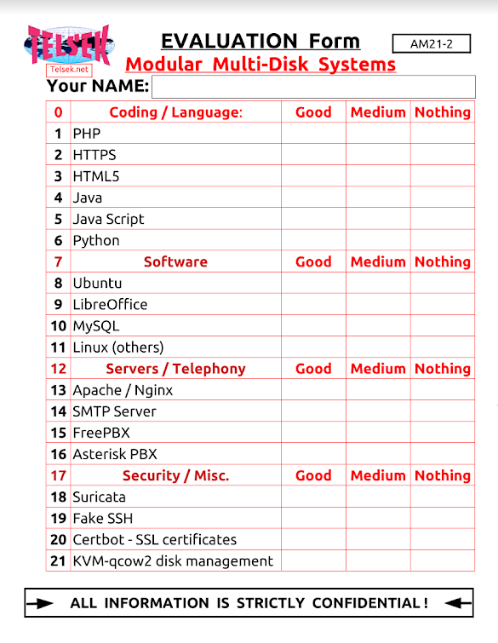 TELSEK
Telsek.net
EVALUATION Form
AM21-2
Modular Multi-Disk Systems
Your NAME:
0 Coding / Language: Good Medium Nothing
1 PHP
2 HTTPS
3 HTML5
4 Java
5 Java Script
6 Python
7 Software Good Medium Nothing
8 Ubuntu
9 LibreOffice
10 MySQL
11 Linux (others)
12 Servers / Telephony Good Medium Nothing
13 Apache / Nginx
14 SMTP Server
15 FreePBX
16 Asterisk PBX
17 Security / Misc. Good Medium Nothing
18 Suricata
19 Fake SSH
20 Certbot - SSL certificates
21 KVM-qcow2 disk management
ALL INFORMATION IS STRICTLY CONFIDENTIAL !